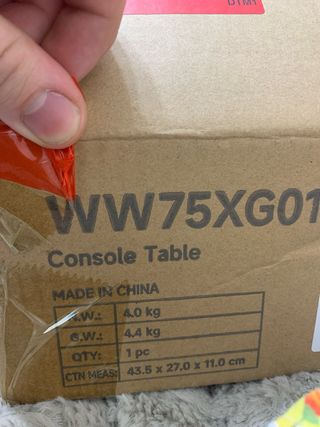 WW75XG01
Console Table
MADE IN CHINA
N.W.: 4.0 kg
G.W.: 4.4 kg
QTY: 1 pc
CTN MEAS: 43.5 x 27.0 x 11.0 cm